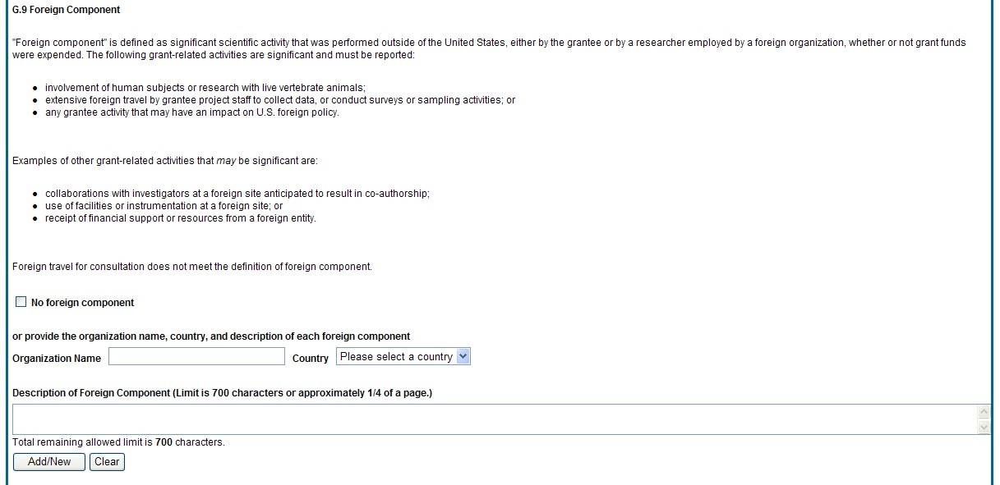 G.9 Foreign Component
"Foreign component" is defined as significant scientific activity that was performed outside of the United States, either by the grantee or by a researcher employed by a foreign organization, whether or not grant funds
were expended. The following grant-related activities are significant and must be reported:
• involvement of human subjects or research with live vertebrate animals;
• extensive foreign travel by grantee project staff to collect data, or conduct surveys or sampling activities; or
• any grantee activity that may have an impact on U.S. foreign policy.
Examples of other grant-related activities that may be significant are:
• collaborations with investigators at a foreign site anticipated to result in co-authorship;
• use of facilities or instrumentation at a foreign site; or
• receipt of financial support or resources from a foreign entity.
Foreign travel for consultation does not meet the definition of foreign component.
No foreign component
or provide the organization name, country, and description of each foreign component
Organization Name Country Please select a country
Description of Foreign Component (Limit is 700 characters or approximately 1/4 of a page.)
Total remaining allowed limit is 700 characters.
Add/New Clear